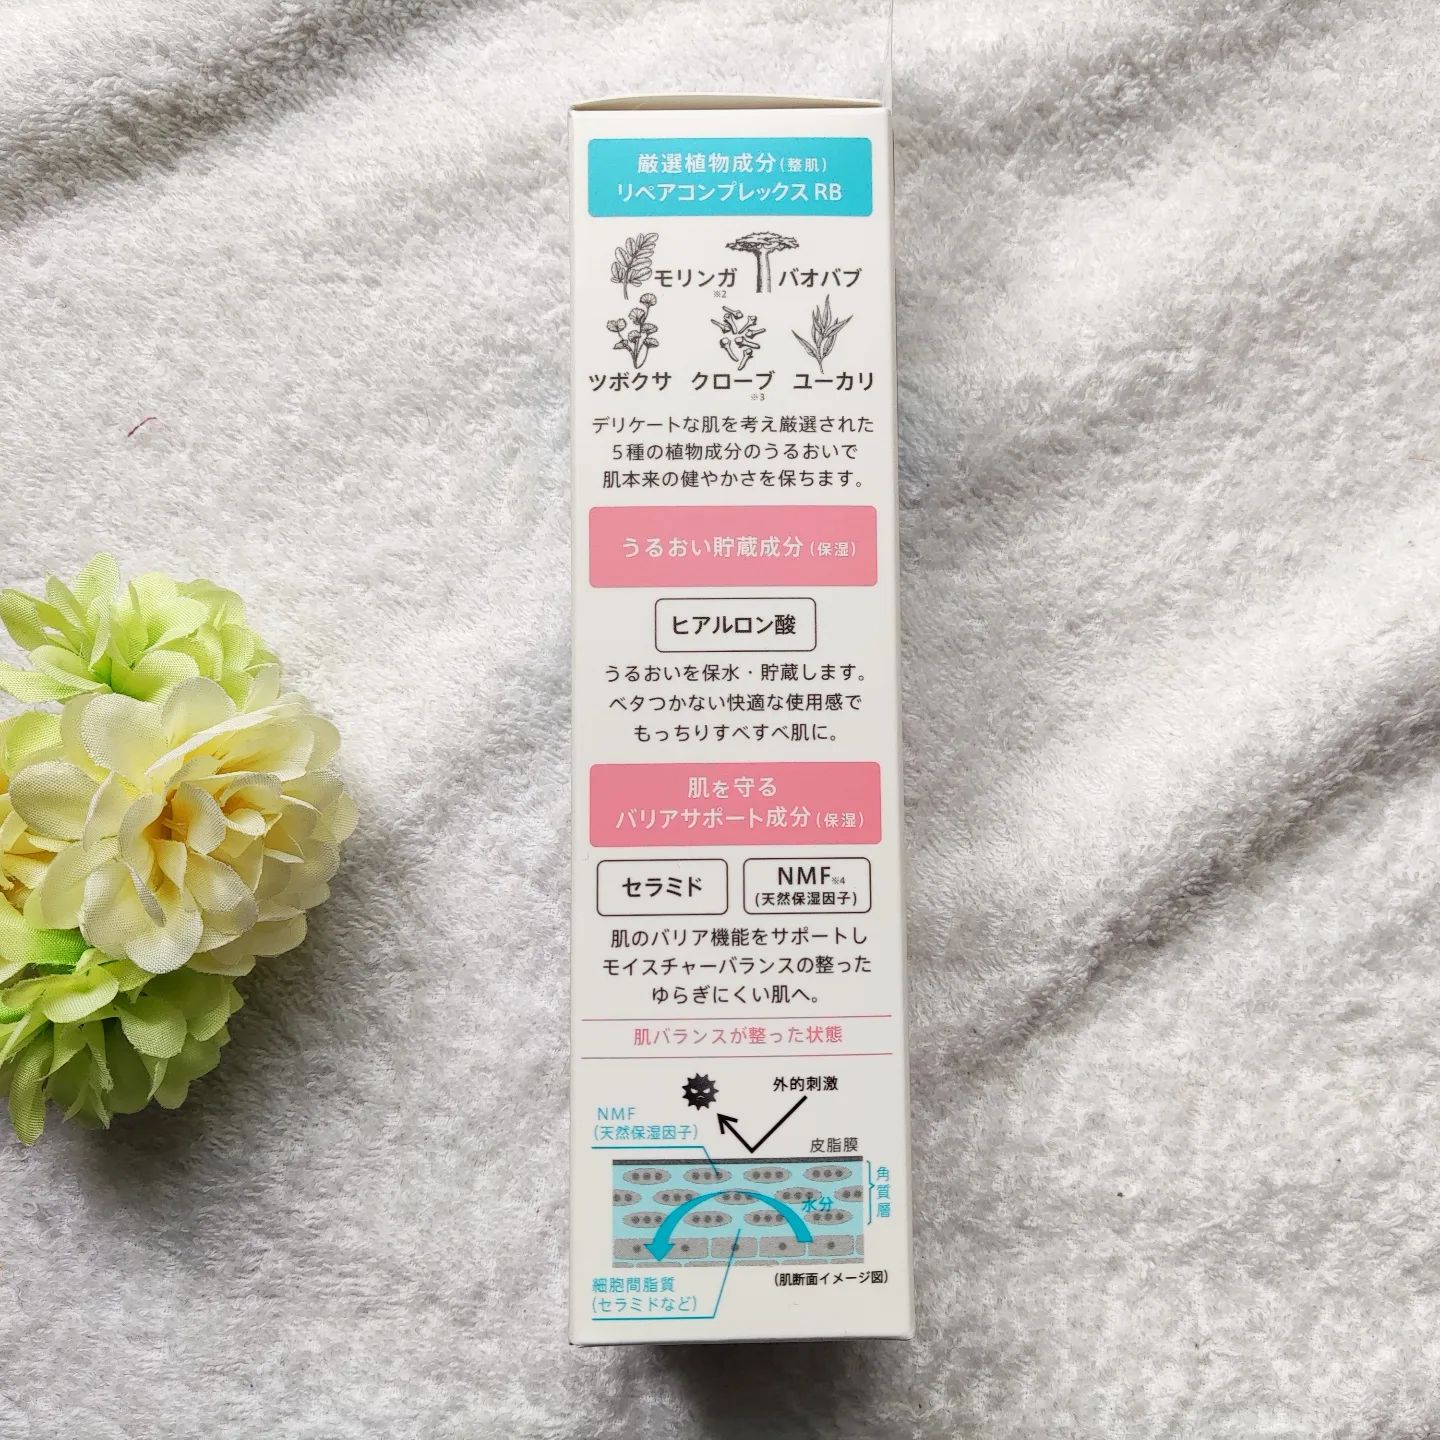 厳選植物成分(整肌)
リペアコンプレックスRB
モリンガ
※2
バオバブ
ツボクサ
クローブ
※3
ユーカリ
デリケートな肌を考え厳選された
5種の植物成分のうるおいで
肌本来の健やかさを保ちます。
うるおい貯蔵成分(保湿)
ヒアルロン酸
うるおいを保水・貯蔵します。
ベタつかない快適な使用感で
もっちりすべすべ肌に。
肌を守る
バリアサポート成分(保湿)
セラミド
NMF※4
(天然保湿因子)
肌のバリア機能をサポートし
モイスチャーバランスの整った
ゆらぎにくい肌へ。
肌バランスが整った状態
外的刺激
NMF
(天然保湿因子)
皮脂膜
角質層
水分
細胞間脂質
(セラミドなど)
(肌断面イメージ図)